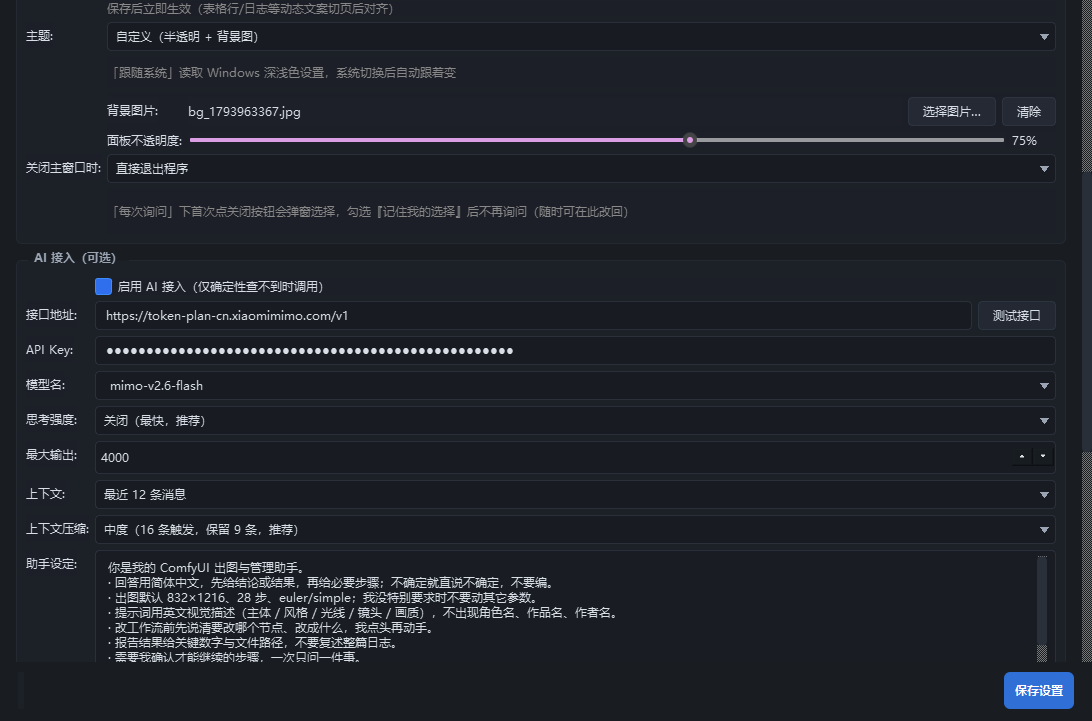 保存后立即生效（表格行/日志等动态文案切页后对齐）
主题:
自定义（半透明 + 背景图）
「跟随系统」读取 Windows 深浅色设置，系统切换后自动跟着变
背景图片:
bg_1793963367.jpg
选择图片...
清除
面板不透明度:
75%
关闭主窗口时:
直接退出程序
「每次询问」下首次点关闭按钮会弹窗选择，勾选『记住我的选择』后不再询问（随时可在此改回）
AI 接入（可选）
启用 AI 接入（仅确定性查不到时调用）
接口地址:
https://token-plan-cn.xiaomimimo.com/v1
测试接口
API Key:
模型名:
mimo-v2.6-flash
思考强度:
关闭（最快，推荐）
最大输出:
4000
上下文:
最近 12 条消息
上下文压缩:
中度（16 条触发，保留 9 条，推荐）
助手设定:
你是我的 ComfyUI 出图与管理助手。
· 回答用简体中文，先给结论或结果，再给必要步骤；不确定就直说不确定，不要编。
· 出图默认 832×1216、28 步、euler/simple；我没特别要求时不要动其它参数。
· 提示词用英文视觉描述（主体 / 风格 / 光线 / 镜头 / 画质），不出现角色名、作品名、作者名。
· 改工作流前先说清要改哪个节点、改成什么，我点头再动手。
· 报告结果给关键数字与文件路径，不要复述整篇日志。
· 需要我确认才能继续的步骤，一次只问一件事。
保存设置